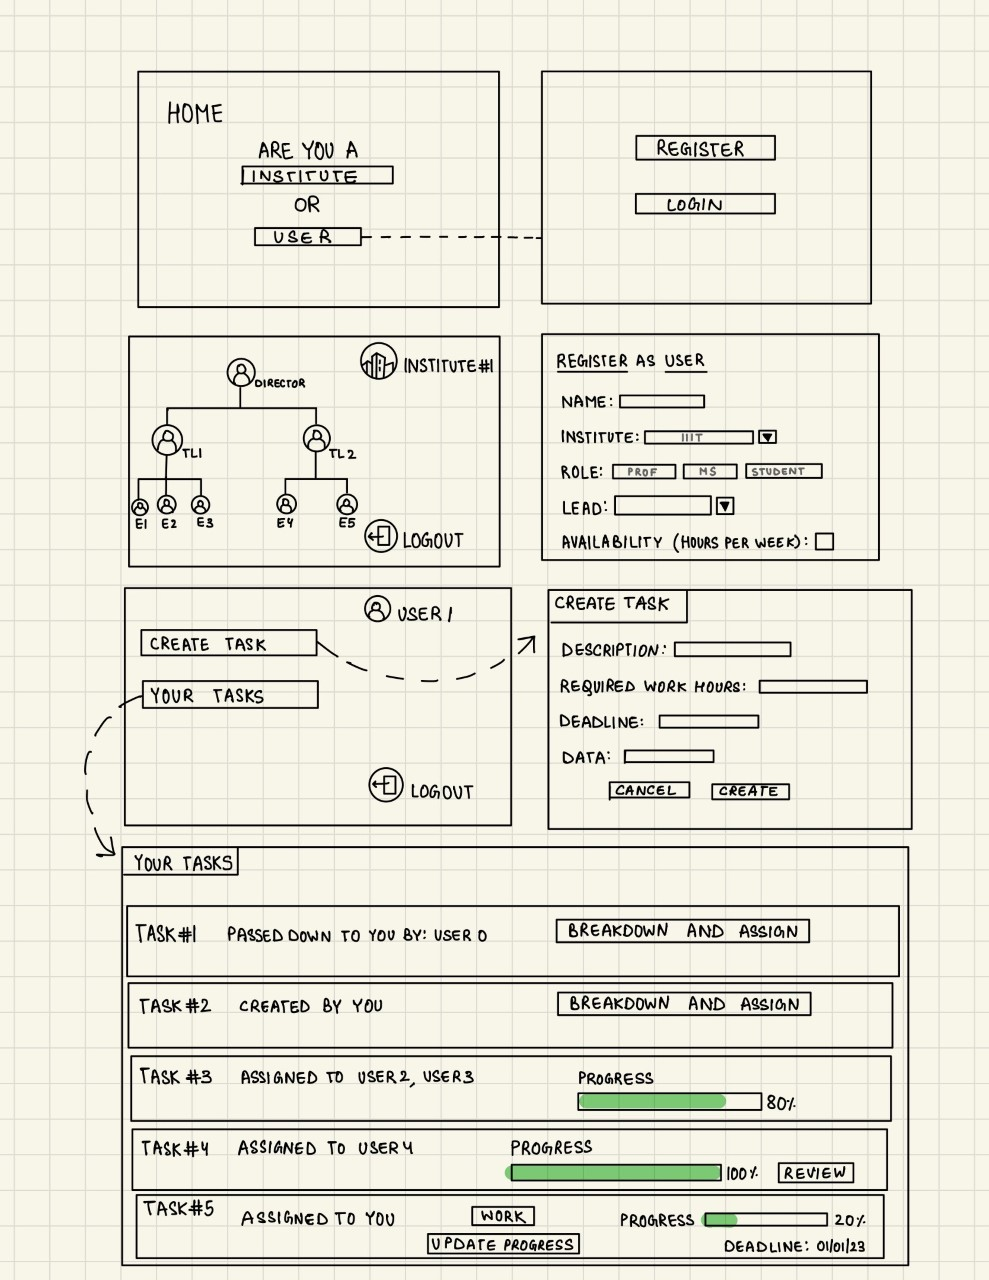 HOME
ARE YOU A
INSTITUTE
OR
USER
REGISTER
LOGIN
INSTITUTE#1
DIRECTOR
TL1
TL2
E1 E2 E3 E4 E5
LOGOUT
REGISTER AS USER
NAME:
INSTITUTE: IIIT
ROLE: PROF MS STUDENT
LEAD:
AVAILABILITY (HOURS PER WEEK):
USER 1
CREATE TASK
YOUR TASKS
LOGOUT
CREATE TASK
DESCRIPTION:
REQUIRED WORK HOURS:
DEADLINE:
DATA:
CANCEL CREATE
YOUR TASKS
TASK#1 PASSED DOWN TO YOU BY: USER 0 BREAKDOWN AND ASSIGN
TASK#2 CREATED BY YOU BREAKDOWN AND ASSIGN
TASK #3 ASSIGNED TO USER2, USER3 PROGRESS
80%
TASK#4 ASSIGNED TO USER4 PROGRESS
100% REVIEW
TASK#5
ASSIGNED TO YOU WORK PROGRESS 20%
UPDATE PROGRESS DEADLINE: 01/01/23